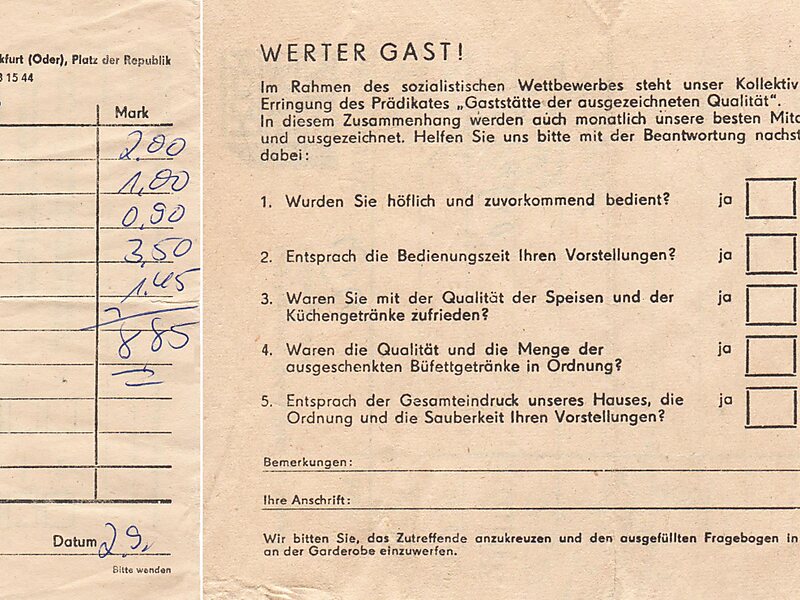 kfurt (Oder), Platz der Republik
3 15 44
Mark
2.00
1,00
0,90
3,50
1.45
8 85
Datum 29.
Bitte wenden
WERTER GAST!
Im Rahmen des sozialistischen Wettbewerbes steht unser Kollektiv
Erringung des Prädikates „Gaststätte der ausgezeichneten Qualität".
In diesem Zusammenhang werden auch monatlich unsere besten Mita
und ausgezeichnet. Helfen Sie uns bitte mit der Beantwortung nachst
dabei:
1. Wurden Sie höflich und zuvorkommend bedient? ja
2. Entsprach die Bedienungszeit Ihren Vorstellungen? ja
3. Waren Sie mit der Qualität der Speisen und der ja
Küchengetränke zufrieden?
4. Waren die Qualität und die Menge der ja
ausgeschenkten Büfettgetränke in Ordnung?
5. Entsprach der Gesamteindruck unseres Hauses, die ja
Ordnung und die Sauberkeit Ihren Vorstellungen?
Bemerkungen:
Ihre Anschrift:
Wir bitten Sie, das Zutreffende anzukreuzen und den ausgefüllten Fragebogen in
an der Garderobe einzuwerfen.